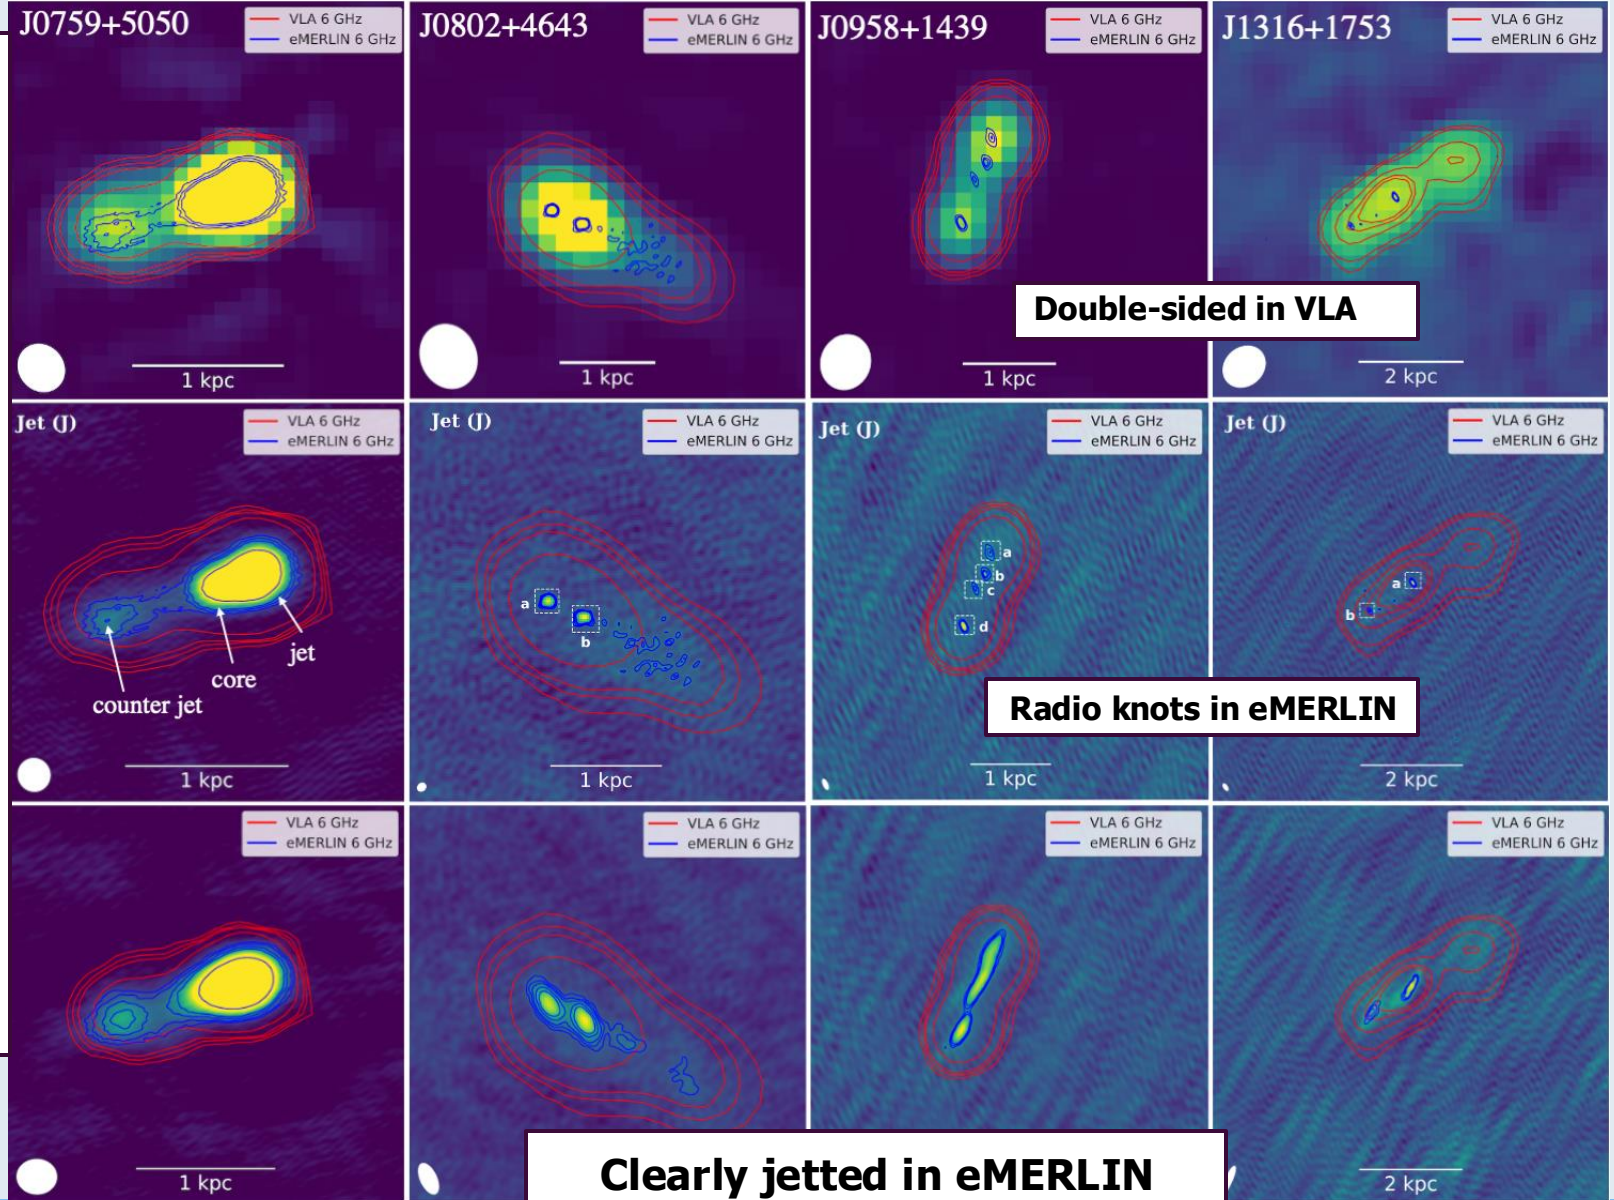 J0759+5050
VLA 6 GHz
eMERLIN 6 GHz
1 kpc
J0802+4643
VLA 6 GHz
eMERLIN 6 GHz
1 kpc
J0958+1439
VLA 6 GHz
eMERLIN 6 GHz
1 kpc
J1316+1753
VLA 6 GHz
eMERLIN 6 GHz
2 kpc
Double-sided in VLA
Jet (J)
VLA 6 GHz
eMERLIN 6 GHz
jet
core
counter jet
1 kpc
Jet (J)
VLA 6 GHz
eMERLIN 6 GHz
a
b
1 kpc
Jet (J)
VLA 6 GHz
eMERLIN 6 GHz
a
b
c
d
1 kpc
Jet (J)
VLA 6 GHz
eMERLIN 6 GHz
a
b
2 kpc
Radio knots in eMERLIN
VLA 6 GHz
eMERLIN 6 GHz
1 kpc
VLA 6 GHz
eMERLIN 6 GHz
VLA 6 GHz
eMERLIN 6 GHz
VLA 6 GHz
eMERLIN 6 GHz
2 kpc
Clearly jetted in eMERLIN